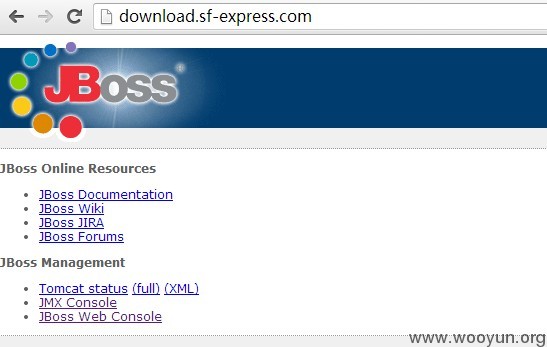 download.sf-express.com
JBoss®
JBoss Online Resources
JBoss Documentation
JBoss Wiki
JBoss JIRA
JBoss Forums
JBoss Management
Tomcat status (full) (XML)
JMX Console
JBoss Web Console
www.wooyun.org